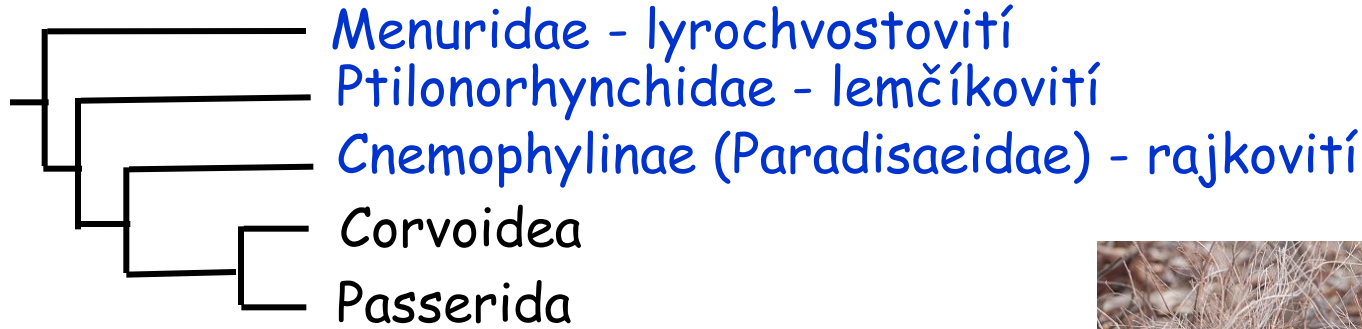 Menuridae - lyrochvostovití
Ptilonorhynchidae - lemčíkovití
Cnemophylinae (Paradisaeidae) - rajkovití
Corvoidea
Passerida